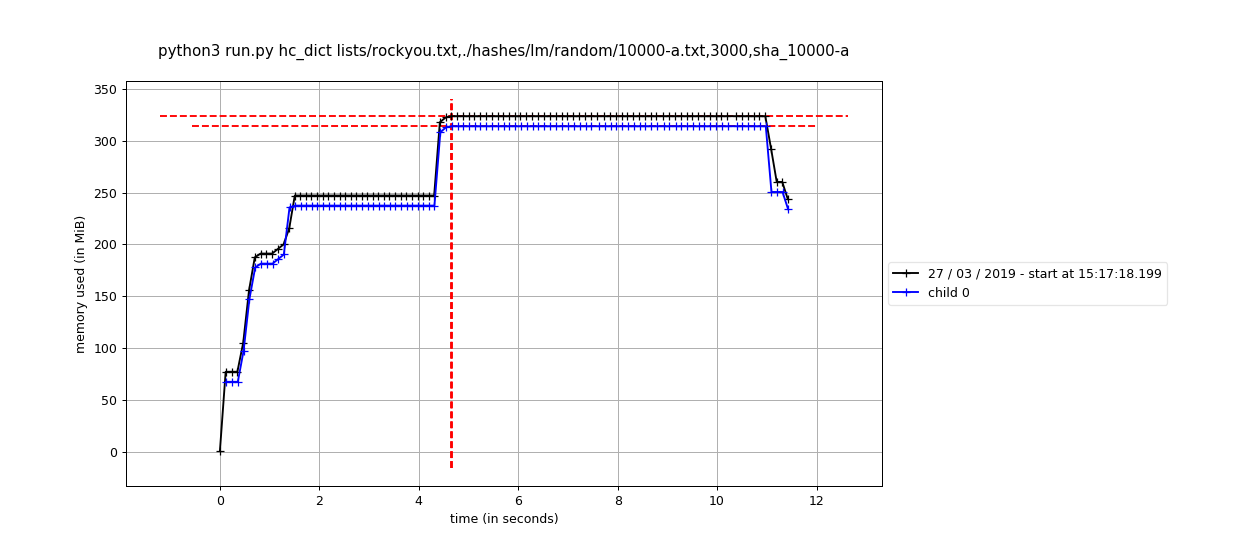 python3 run.py hc_dict lists/rockyou.txt,./hashes/lm/random/10000-a.txt,3000,sha_10000-a
350
300
250
200
150
100
50
0
memory used (in MiB)
0 2 4 6 8 10 12
time (in seconds)
27 / 03 / 2019 - start at 15:17:18.199
child 0